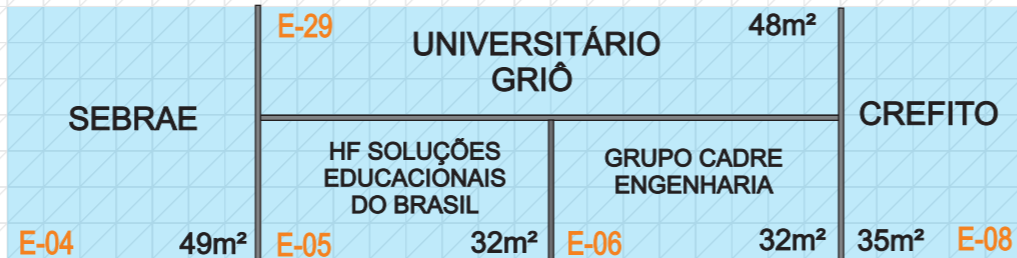 E-29
48m²
UNIVERSITÁRIO
GRIÔ
SEBRAE
CREFITO
HF SOLUÇÕES
EDUCACIONAIS
DO BRASIL
GRUPO CADRE
ENGENHARIA
E-04
49m²
E-05
32m²
E-06
32m²
35m²
E-08